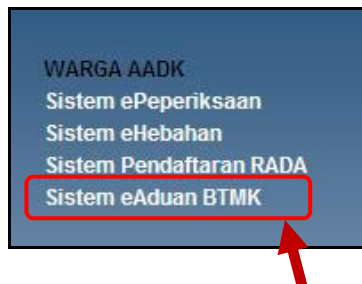 WARGA AADK
Sistem ePeperiksaan
Sistem eHebahan
Sistem Pendaftaran RADA
Sistem eAduan BTMK